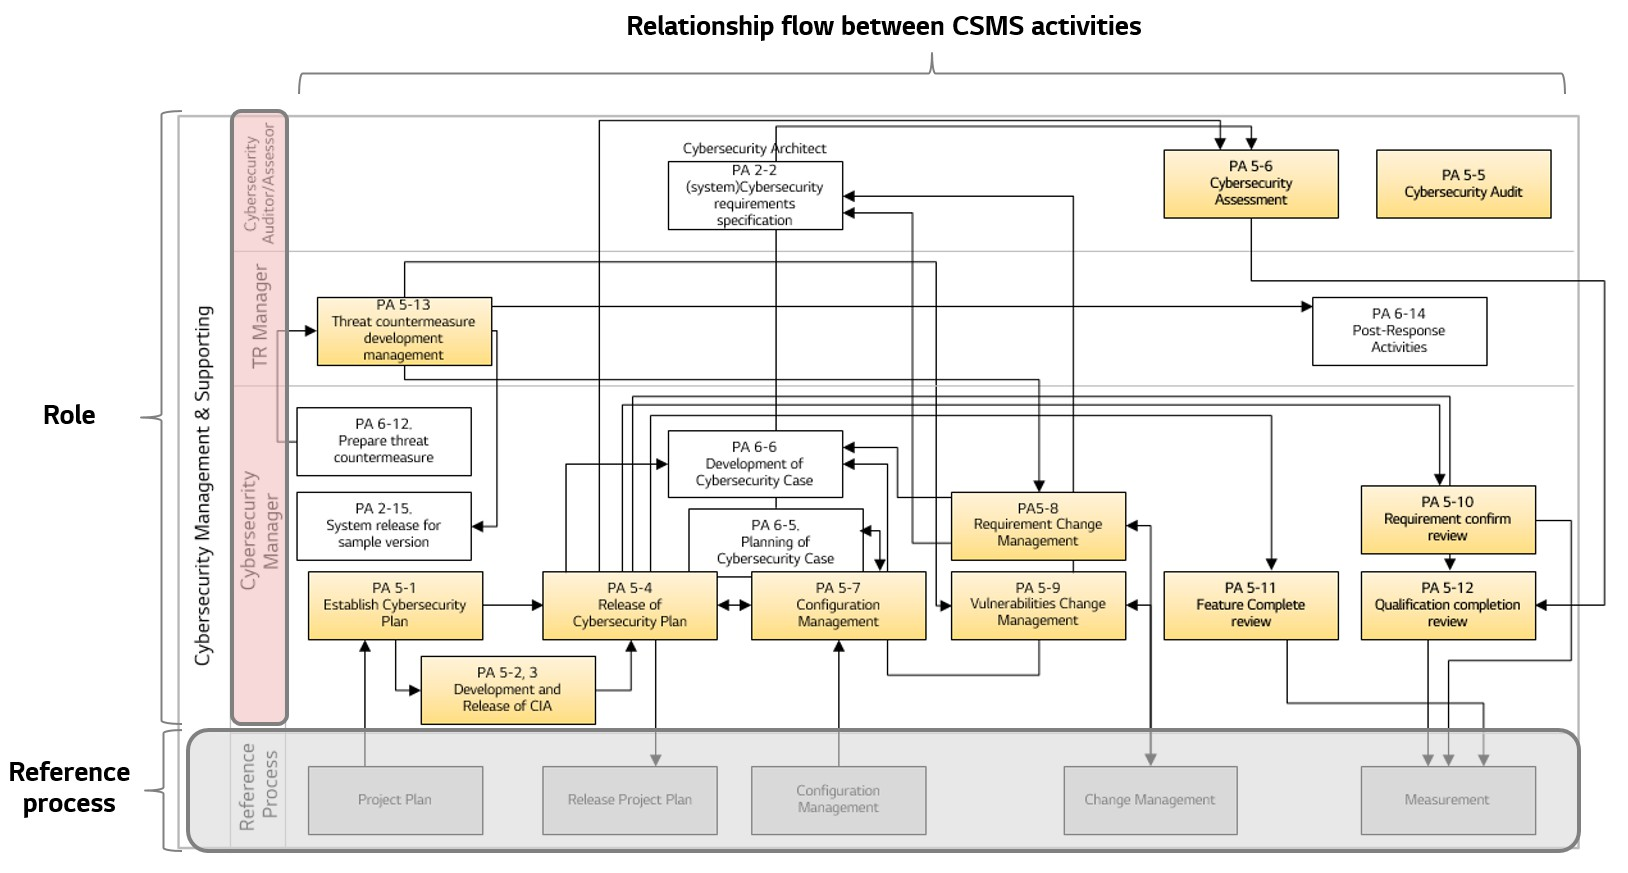 Relationship flow between CSMS activities
Role
Reference
process
Cybersecurity Management & Supporting
Cybersecurity
Auditor/Assessor
TR Manager
Cybersecurity
Manager
Reference
Process
Cybersecurity Architect
PA 2-2
(system)Cybersecurity
requirements
specification
PA 5-6
Cybersecurity
Assessment
PA 5-5
Cybersecurity Audit
PA 5-13
Threat countermeasure
development
management
PA 6-14
Post-Response
Activities
PA 6-12.
Prepare threat
countermeasure
PA 6-6
Development of
Cybersecurity Case
PA 2-15.
System release for
sample version
PA 6-5.
Planning of
Cybersecurity Case
PA5-8
Requirement Change
Management
PA 5-10
Requirement confirm
review
PA 5-1
Establish Cybersecurity
Plan
PA 5-4
Release of
Cybersecurity Plan
PA 5-7
Configuration
Management
PA 5-9
Vulnerabilities Change
Management
PA 5-11
Feature Complete
review
PA 5-12
Qualification completion
review
PA 5-2, 3
Development and
Release of CIA
Project Plan
Release Project Plan
Configuration
Management
Change Management
Measurement